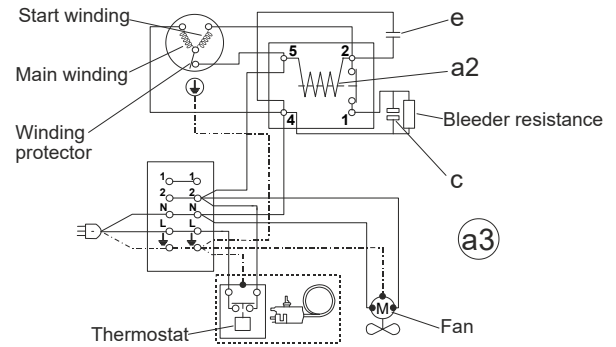 Start winding
Main winding
Winding
protector
5 2
4 1
e
a2
Bleeder resistance
c
a3
1 1
2 2
N N
L L
M
Fan
Thermostat